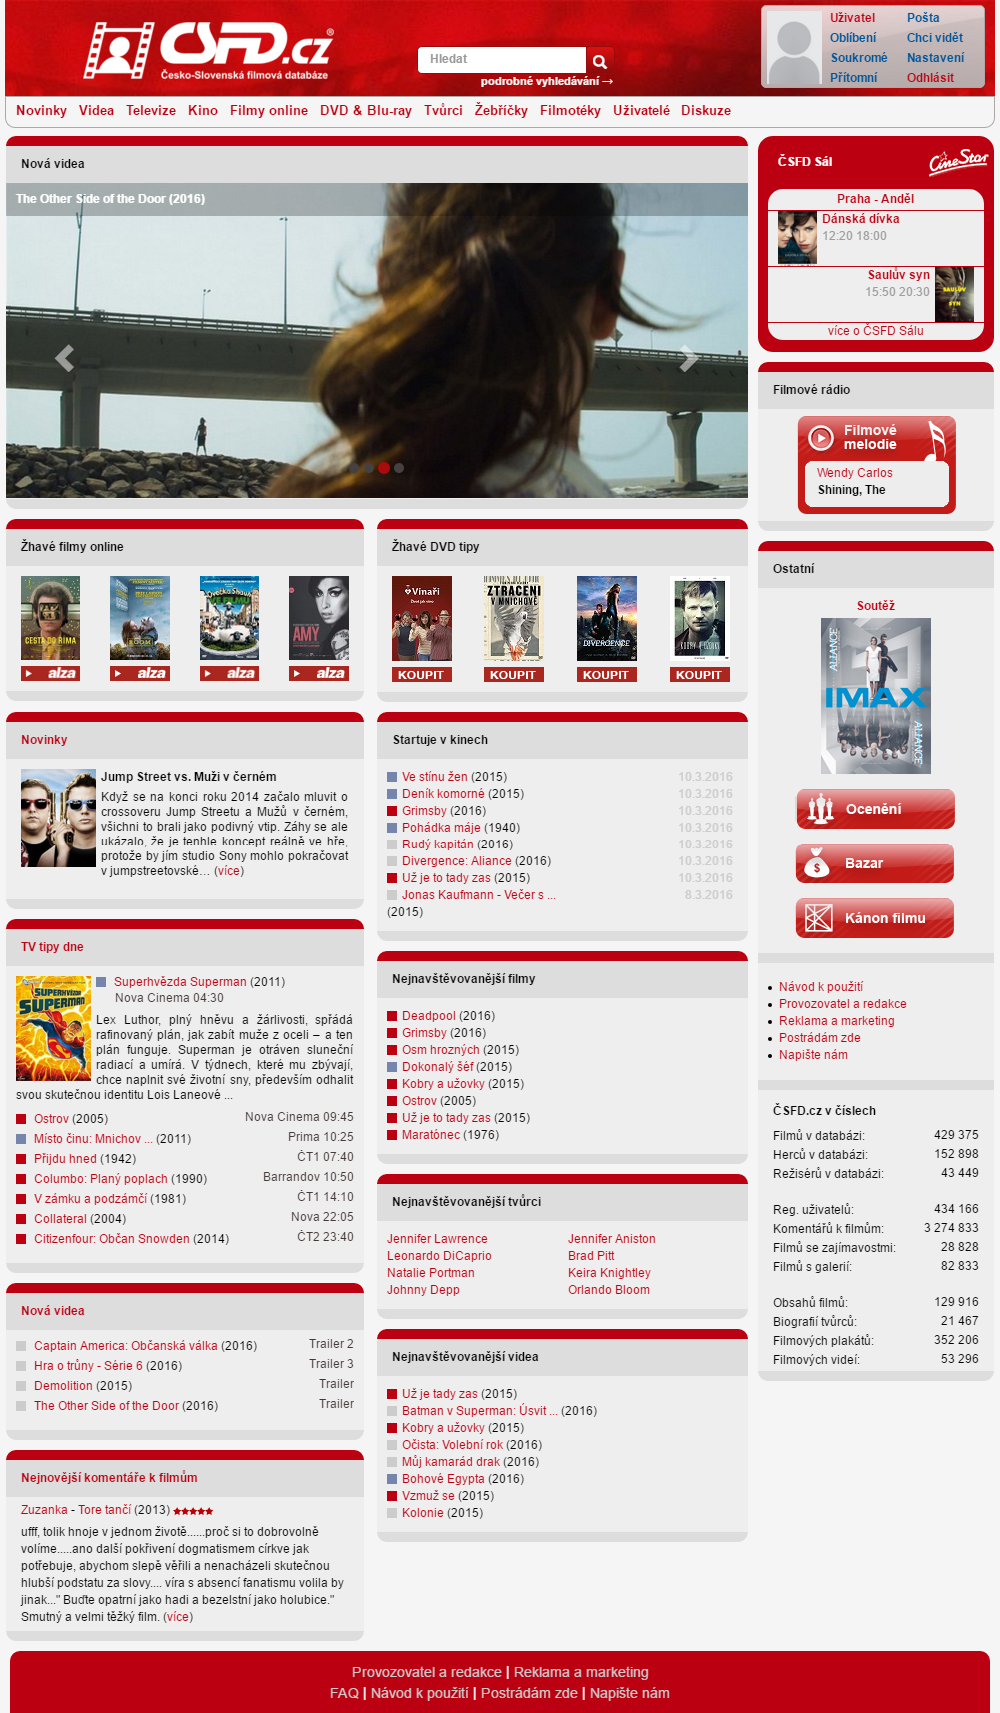 ČSFD.cz®
Česko-Slovenská filmová databáze
Hledat
podrobné vyhledávání →
Uživatel Pošta
Oblíbení Chci vidět
Soukromé Nastavení
Přítomní Odhlásit
Novinky Videa Televize Kino Filmy online DVD & Blu-ray Tvůrci Žebříčky Filmotéky Uživatelé Diskuze
Nová videa
The Other Side of the Door (2016)
ČSFD Sál
CineStar
Praha - Anděl
Dánská dívka
12:20 18:00
Saulův syn
15:50 20:30
SAULŮV
SYN
více o ČSFD Sálu
Filmové rádio
Filmové
melodie
Wendy Carlos
Shining, The
Žhavé filmy online
CESTA DO ŘÍMA
ROOM
Ovečka Shaun
VE FILMU
AMY
alza
alza
alza
alza
Žhavé DVD tipy
Vinaři
ZTRACENI
V MNICHOVĚ
DIVERGENCE
KOBRY A UŽOVKY
KOUPIT
KOUPIT
KOUPIT
KOUPIT
Ostatní
Soutěž
ALIANCE
IMAX
ALIANCE
Ocenění
Bazar
$
Kánon filmu
Novinky
Jump Street vs. Muži v černém
Když se na konci roku 2014 začalo mluvit o
crossoveru Jump Streetu a Mužů v černém,
všichni to brali jako podivný vtip. Záhy se ale
ukázalo, že je tenhle koncept reálně ve hře,
protože by jím studio Sony mohlo pokračovat
v jumpstreetovské… (více)
Startuje v kinech
Ve stínu žen (2015) 10.3.2016
Deník komorné (2015) 10.3.2016
Grimsby (2016) 10.3.2016
Pohádka máje (1940) 10.3.2016
Rudý kapitán (2016) 10.3.2016
Divergence: Aliance (2016) 10.3.2016
Už je to tady zas (2015) 10.3.2016
Jonas Kaufmann - Večer s ... 8.3.2016
(2015)
TV tipy dne
SUPERHVĚZDA
SUPERMAN
Superhvězda Superman (2011)
Nova Cinema 04:30
Lex Luthor, plný hněvu a žárlivosti, spřádá
rafinovaný plán, jak zabít muže z oceli – a ten
plán funguje. Superman je otráven sluneční
radiací a umírá. V týdnech, které mu zbývají,
chce naplnit své životní sny, především odhalit
svou skutečnou identitu Lois Laneové ...
Ostrov (2005) Nova Cinema 09:45
Místo činu: Mnichov ... (2011) Prima 10:25
Přijdu hned (1942) ČT1 07:40
Columbo: Planý poplach (1990) Barrandov 10:50
V zámku a podzámčí (1981) ČT1 14:10
Collateral (2004) Nova 22:05
Citizenfour: Občan Snowden (2014) ČT2 23:40
Nejnavštěvovanější filmy
Deadpool (2016)
Grimsby (2016)
Osm hrozných (2015)
Dokonalý šéf (2015)
Kobry a užovky (2015)
Ostrov (2005)
Už je to tady zas (2015)
Maratónec (1976)
Návod k použití
Provozovatel a redakce
Reklama a marketing
Postrádám zde
Napište nám
ČSFD.cz v číslech
Filmů v databázi: 429 375
Herců v databázi: 152 898
Režisérů v databázi: 43 449
Reg. uživatelů: 434 166
Komentářů k filmům: 3 274 833
Filmů se zajímavostmi: 28 828
Filmů s galerií: 82 833
Obsahů filmů: 129 916
Biografií tvůrců: 21 467
Filmových plakátů: 352 206
Filmových videí: 53 296
Nejnavštěvovanější tvůrci
Jennifer Lawrence Jennifer Aniston
Leonardo DiCaprio Brad Pitt
Natalie Portman Keira Knightley
Johnny Depp Orlando Bloom
Nová videa
Captain America: Občanská válka (2016) Trailer 2
Hra o trůny - Série 6 (2016) Trailer 3
Demolition (2015) Trailer
The Other Side of the Door (2016) Trailer
Nejnavštěvovanější videa
Už je tady zas (2015)
Batman v Superman: Úsvit ... (2016)
Kobry a užovky (2015)
Očista: Volební rok (2016)
Můj kamarád drak (2016)
Bohové Egypta (2016)
Vzmuž se (2015)
Kolonie (2015)
Nejnovější komentáře k filmům
Zuzanka - Tore tančí (2013) ★★★★★
ufff, tolik hnoje v jednom životě......proč si to dobrovolně
volíme.....ano další pokřivení dogmatismem církve jak
potřebuje, abychom slepě věřili a nenacházeli skutečnou
hlubší podstatu za slovy.... víra s absencí fanatismu volila by
jinak..." Buďte opatrní jako hadi a bezelstní jako holubice."
Smutný a velmi těžký film. (více)
Provozovatel a redakce | Reklama a marketing
FAQ | Návod k použití | Postrádám zde | Napište nám